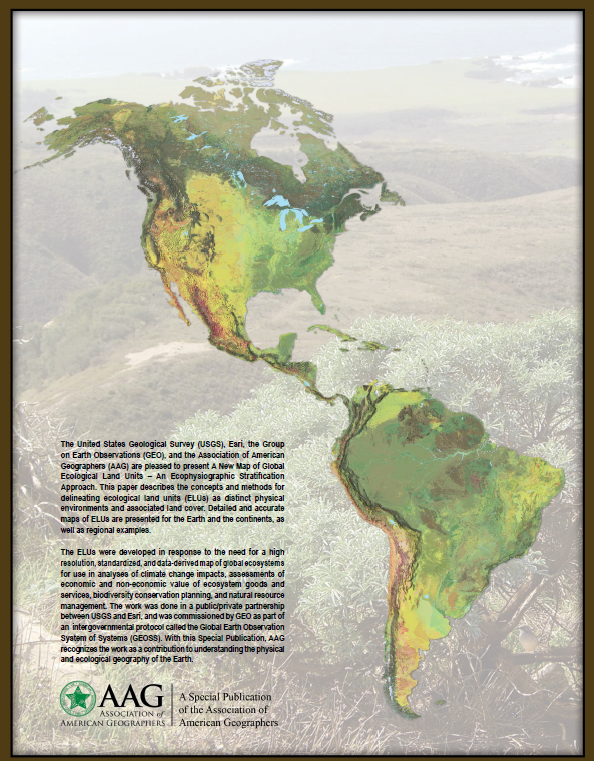 The United States Geological Survey (USGS), Esri, the Group
on Earth Observations (GEO), and the Association of American
Geographers (AAG) are pleased to present A New Map of Global
Ecological Land Units – An Ecophysiographic Stratification
Approach. This paper describes the concepts and methods for
delineating ecological land units (ELUs) as distinct physical
environments and associated land cover. Detailed and accurate
maps of ELUs are presented for the Earth and the continents, as
well as regional examples.
The ELUs were developed in response to the need for a high
resolution, standardized, and data-derived map of global ecosystems
for use in analyses of climate change impacts, assessments of
economic and non-economic value of ecosystem goods and
services, biodiversity conservation planning, and natural resource
management. The work was done in a public/private partnership
between USGS and Esri, and was commissioned by GEO as part of
an intergovernmental protocol called the Global Earth Observation
System of Systems (GEOSS). With this Special Publication, AAG
recognizes the work as a contribution to understanding the physical
and ecological geography of the Earth.
AAG
ASSOCIATION of
AMERICAN GEOGRAPHERS
A Special Publication
of the Association of
American Geographers